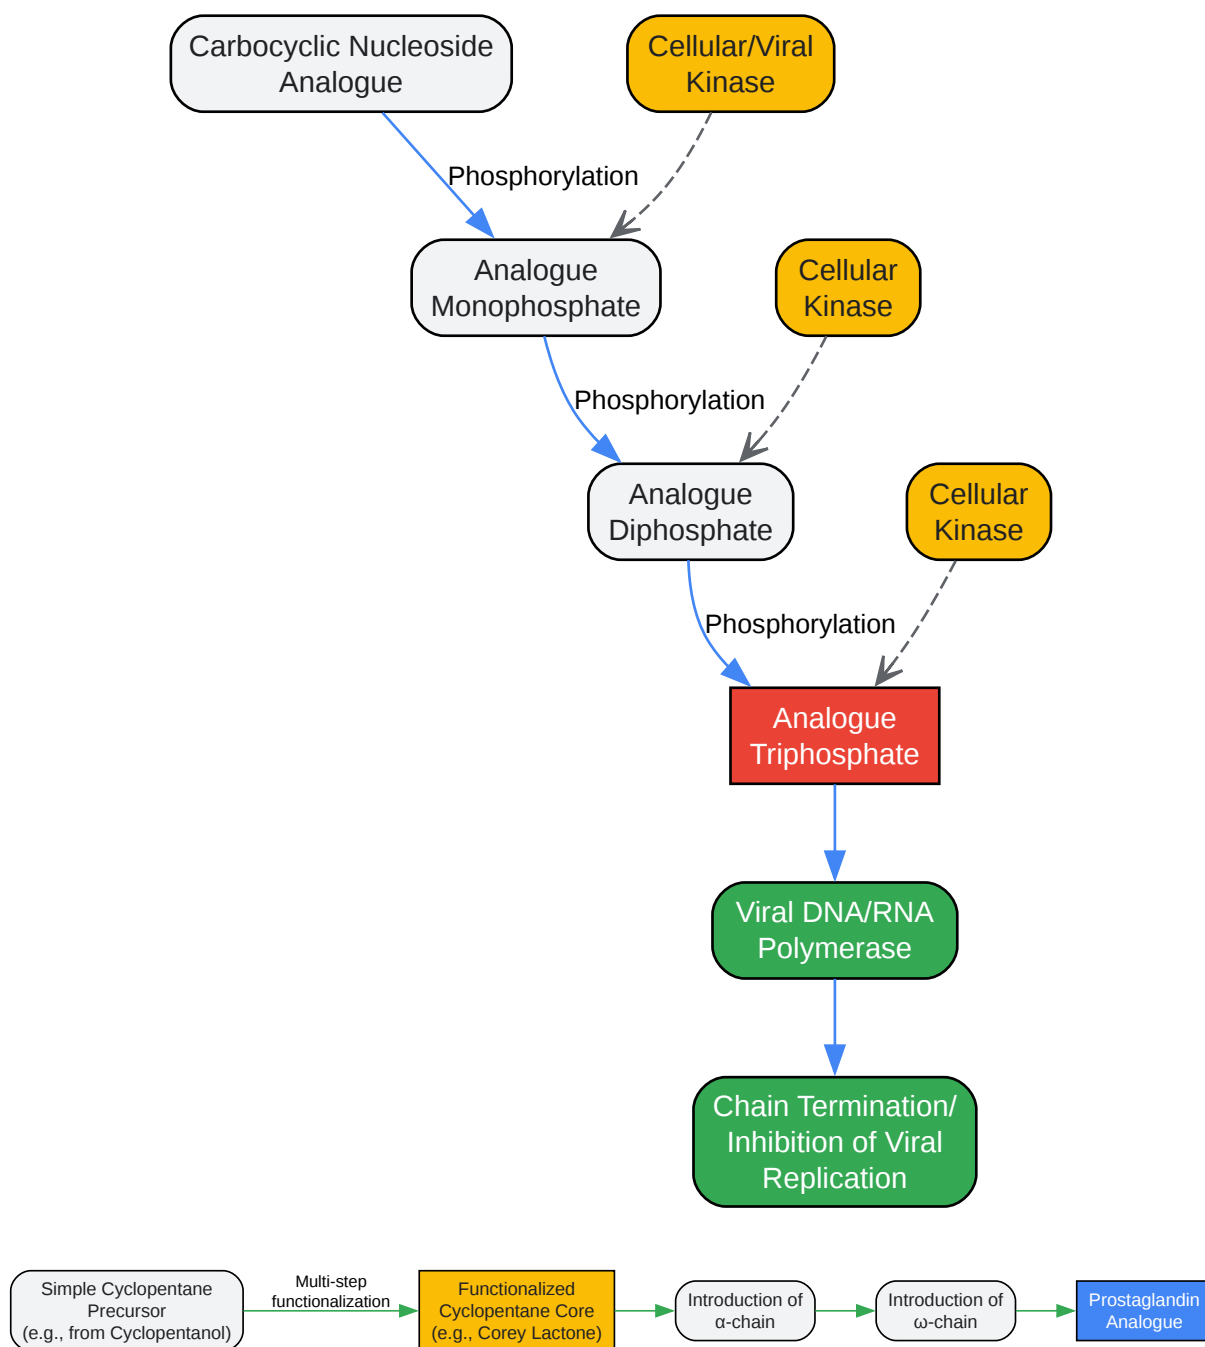 Carbocyclic Nucleoside
Analogue
Cellular/Viral
Kinase
Phosphorylation
Analogue
Monophosphate
Cellular
Kinase
Phosphorylation
Analogue
Diphosphate
Cellular
Kinase
Phosphorylation
Analogue
Triphosphate
Viral DNA/RNA
Polymerase
Chain Termination/
Inhibition of Viral
Replication
Simple Cyclopentane
Precursor
(e.g., from Cyclopentanol)
Multi-step
functionalization
Functionalized
Cyclopentane Core
(e.g., Corey Lactone)
Introduction of
α-chain
Introduction of
ω-chain
Prostaglandin
Analogue